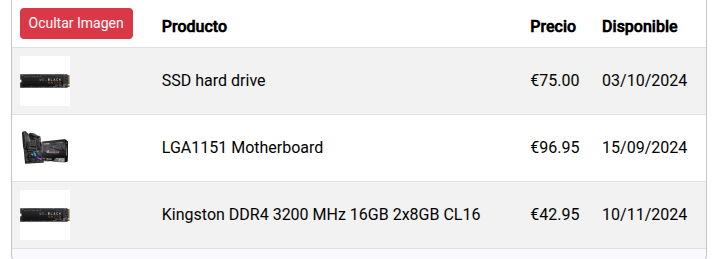 Ocultar Imagen Producto Precio Disponible
SSD hard drive €75.00 03/10/2024
LGA1151 Motherboard €96.95 15/09/2024
Kingston DDR4 3200 MHz 16GB 2x8GB CL16 €42.95 10/11/2024